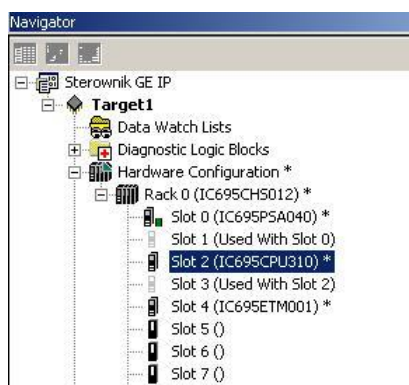 Navigator
Sterownik GE IP
Target1
Data Watch Lists
Diagnostic Logic Blocks
Hardware Configuration *
Rack 0 (IC695CHS012) *
Slot 0 (IC695PSA040) *
Slot 1 (Used With Slot 0)
Slot 2 (IC695CPU310) *
Slot 3 (Used With Slot 2)
Slot 4 (IC695ETM001) *
Slot 5 ()
Slot 6 ()
Slot 7 ()